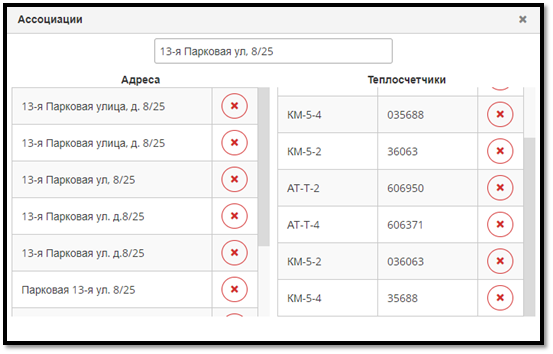 Ассоциации
13-я Парковая ул, 8/25
Адреса
13-я Парковая улица, д. 8/25
13-я Парковая улица, д, 8/25
13-я Парковая ул, 8/25
13-я Парковая ул. д.8/25
13-я Парковая ул. д.8/25
Парковая 13-я ул. 8/25
Теплосчетчики
КМ-5-4 035688
КМ-5-2 36063
АТ-Т-2 606950
АТ-Т-4 606371
КМ-5-2 036063
КМ-5-4 35688